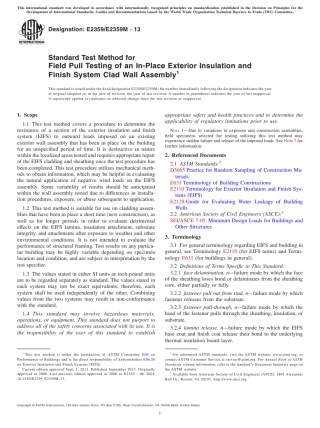 This international standard was developed in accordance with internationally recognized principles on standardization established in the Decision on Principles for the
Development of International Standards, Guides and Recommendations issued by the World Trade Organization Technical Barriers to Trade (TBT) Committee.
INTERNATIONAL
Designation: E2359/E2359M − 13
Standard Test Method for
Field Pull Testing of an In-Place Exterior Insulation and
Finish System Clad Wall Assembly1
This standard is issued under the fixed designation E2359/E2359M; the number immediately following the designation indicates the year
of original adoption or, in the case of revision, the year of last revision. A number in parentheses indicates the year of last reapproval.
A superscript epsilon (ε) indicates an editorial change since the last revision or reapproval.
1. Scope
1.1 This test method covers a procedure to determine the
resistance of a section of the exterior insulation and finish
system (EIFS) to outward loads imposed on an existing
exterior wall assembly that has been in place on the building
for an unspecified period of time. It is destructive in nature
within the localized areas tested and requires appropriate repair
of the EIFS cladding and sheathing once the test procedure has
been completed. This test procedure utilizes mechanical meth-
ods to obtain information, which may be helpful in evaluating
the natural application of negative wind loads on the EIFS
assembly. Some variability of results should be anticipated
within the wall assembly tested due to differences in installa-
tion procedures, exposure, or abuse subsequent to application.
1.2 This test method is suitable for use on cladding assem-
blies that have been in place a short time (new construction), as
well as for longer periods in order to evaluate detrimental
effects on the EIFS lamina, insulation attachment, substrate
integrity, and attachments after exposure to weather and other
environmental conditions. It is not intended to evaluate the
performance of structural framing. Test results on any particu-
lar building may be highly variable depending on specimen
location and condition, and are subject to interpretation by the
test specifier.
1.3 The values stated in either SI units or inch-pound units
are to be regarded separately as standard. The values stated in
each system may not be exact equivalents; therefore, each
system shall be used independently of the other. Combining
values from the two systems may result in non-conformance
with the standard.
1.4 This standard may involve hazardous materials,
operations, or equipment. This standard does not purport to
address all of the safety concerns associated with its use. It is
the responsibility of the user of this standard to establish
appropriate safety and health practices and to determine the
applicability of regulatory limitations prior to use.
NOTE 1—Due to variations in exposure and construction assemblies,
field specimens selected for testing utilizing this test method may
experience sudden failure and release of the imposed loads. See Note 7 for
further information.
2. Referenced Documents
2.1 ASTM Standards:2
D3665 Practice for Random Sampling of Construction Ma-
terials
E631 Terminology of Building Constructions
E2110 Terminology for Exterior Insulation and Finish Sys-
tems (EIFS)
E2128 Guide for Evaluating Water Leakage of Building
Walls
2.2 American Society of Civil Engineers (ASCE):3
SEI/ASCE 7-05, Minimum Design Loads for Buildings and
Other Structures
3. Terminology
3.1 For general terminology regarding EIFS and building in
general, see Terminology E2110 (for EIFS terms) and Termi-
nology E631 (for buildings in general).
3.2 Definitions of Terms Specific to This Standard:
3.2.1 face delamination, n—failure mode by which the face
of the sheathing loses bond or delaminates from the sheathing
core, either partially or fully.
3.2.2 fastener pull-out from stud, n—failure mode by which
fastener releases from the substrate.
3.2.3 fastener pull-through, n—failure mode by which the
head of the fastener pulls through the sheathing, insulation, or
substrate.
3.2.4 lamina release, n—failure mode by which the EIFS
base coat and finish coat release their bond to the underlying
thermal insulation board layer.
1 This test method is under the jurisdiction of ASTM Committee E06 on
Performance of Buildings and is the direct responsibility of Subcommittee E06.58
on Exterior Insulation and Finish Systems (EIFS).
2 For referenced ASTM standards, visit the ASTM website, www.astm.org, or
contact ASTM Customer Service at service@astm.org. For Annual Book of ASTM
Standards volume information, refer to the standard's Document Summary page on
the ASTM website.
3 Available from American Society of Civil Engineers (ASCE), 1801 Alexander
Bell Dr., Reston, VA 20191, http://www.asce.org.
1